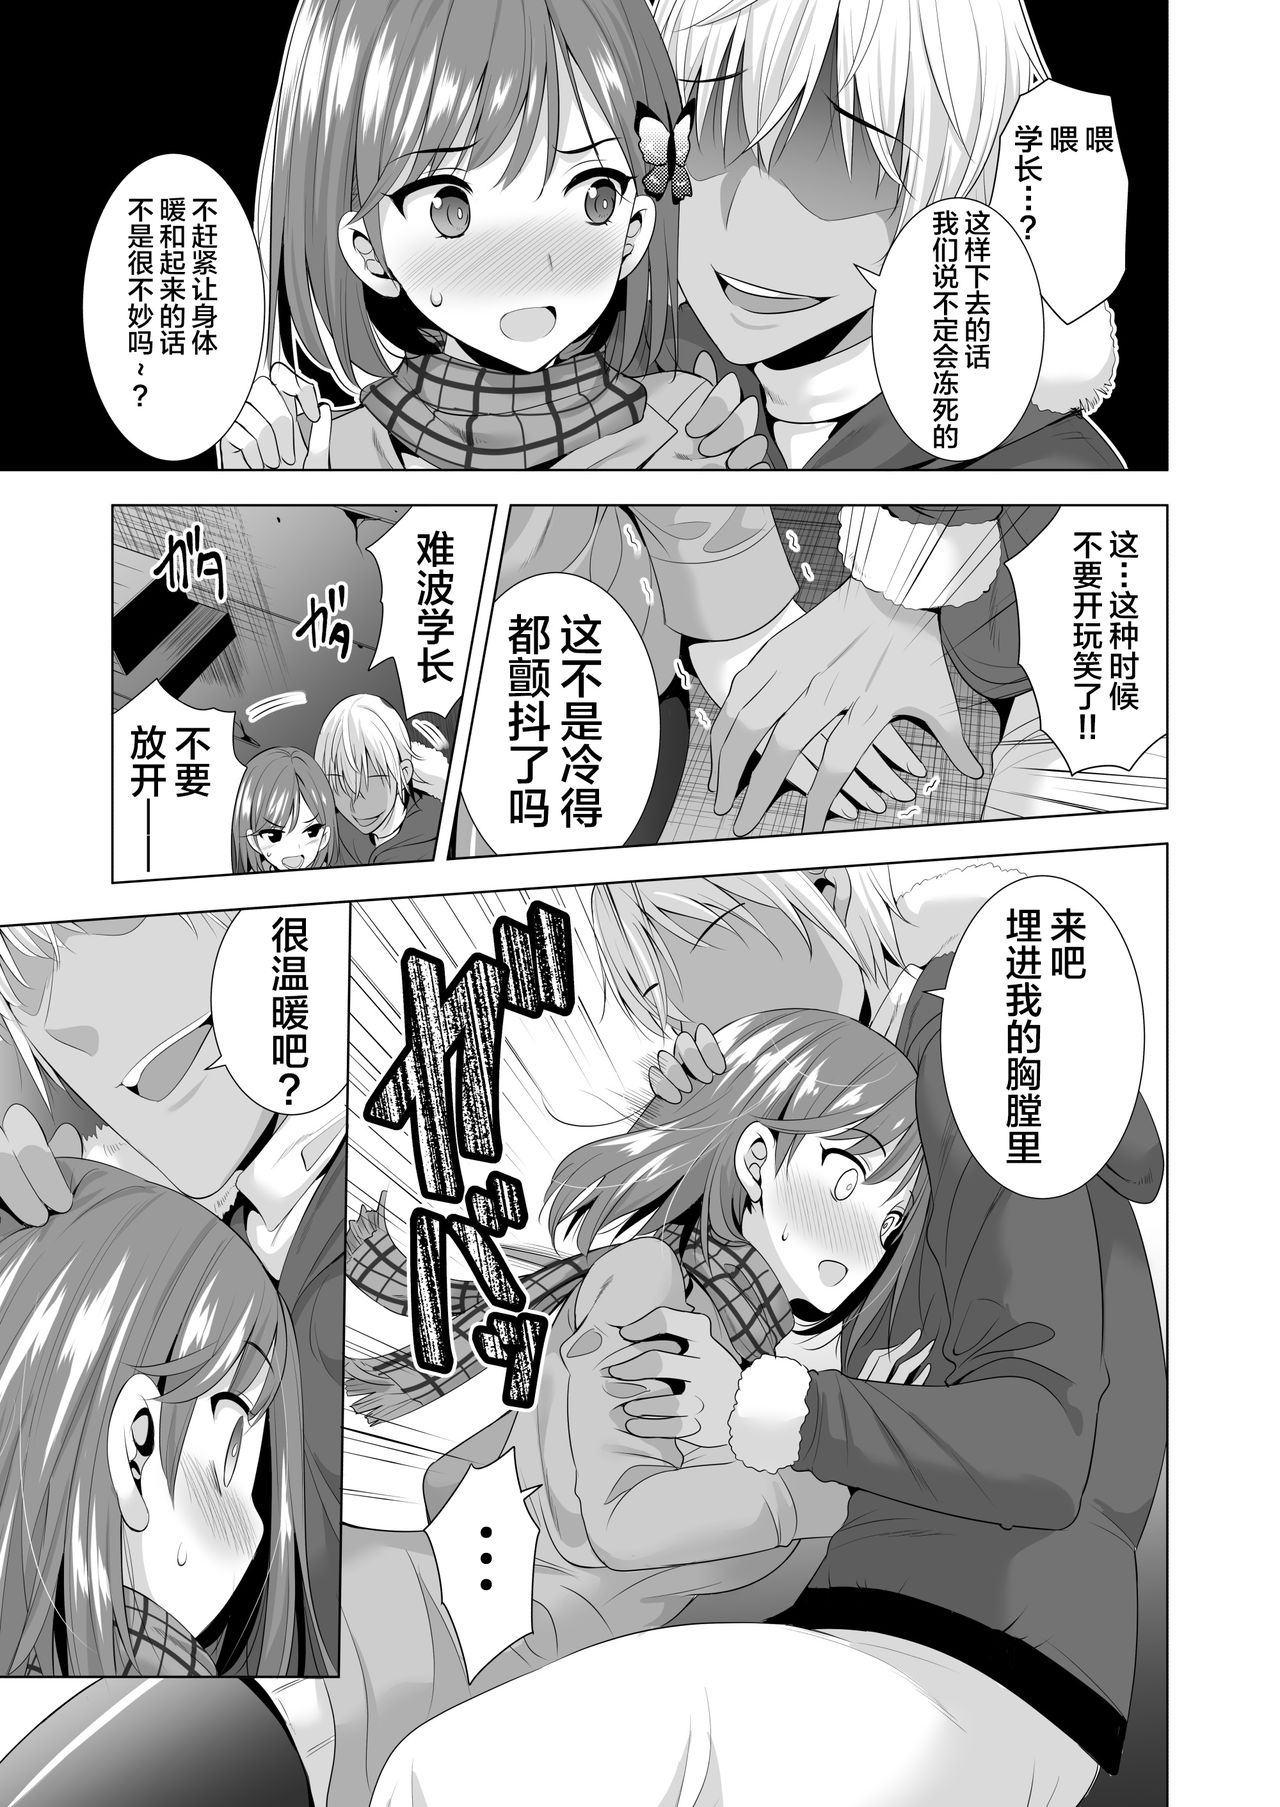 喂喂
学长…?
这样下去的话
我们说不定会冻死的
不赶紧让身体
暖和起来的话
不是很不妙吗~?
这…这种时候
不要开玩笑了!!
这不是冷得
都颤抖了吗
难波学长
ガタ
ガタ
不要
放开——
来吧
埋进我的胸膛里
…
很温暖吧?